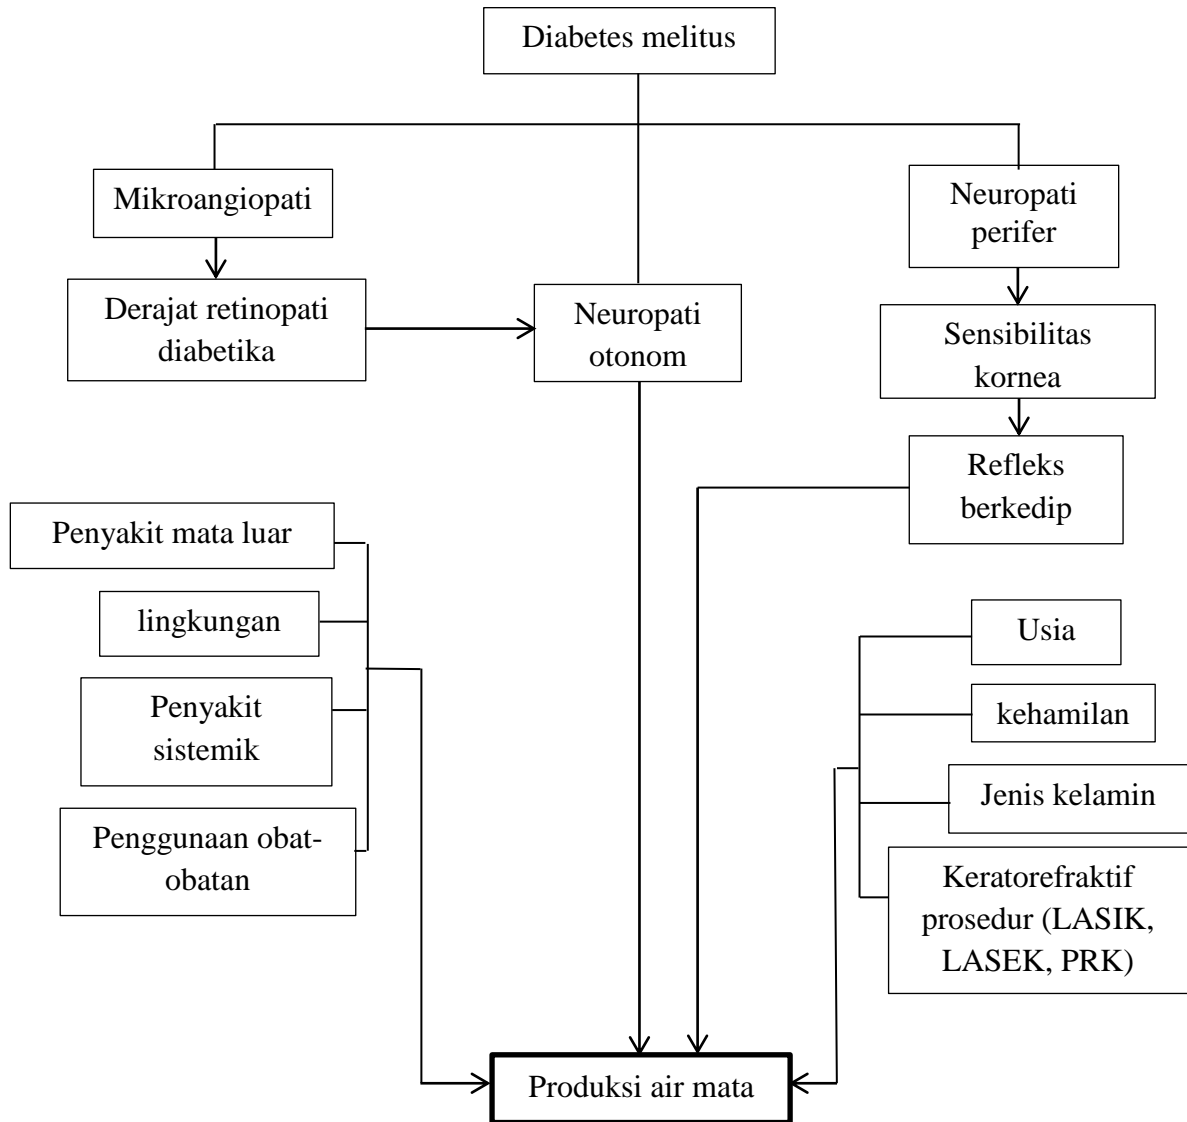 Diabetes melitus
Mikroangiopati
Neuropati
perifer
Derajat retinopati
diabetika
Neuropati
otonom
Sensibilitas
kornea
Refleks
berkedip
Penyakit mata luar
lingkungan
Penyakit
sistemik
Penggunaan obat-
obatan
Usia
kehamilan
Jenis kelamin
Keratorefraktif
prosedur (LASIK,
LASEK, PRK)
Produksi air mata